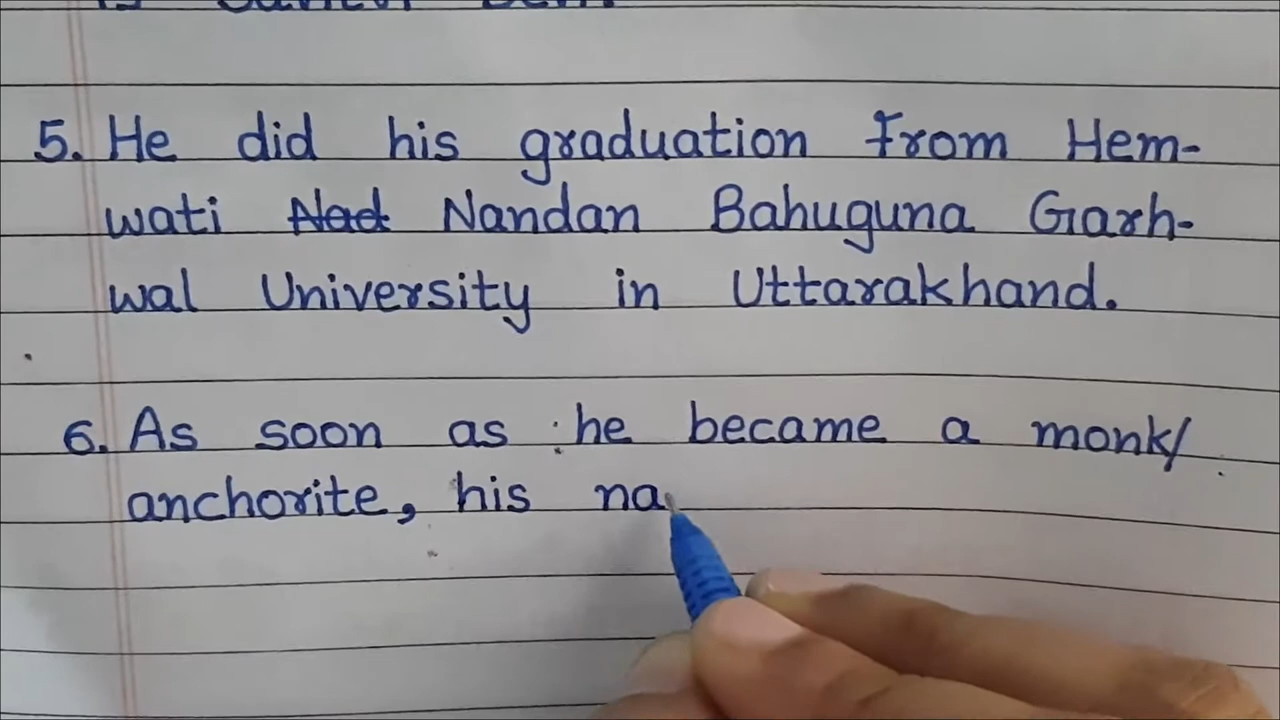 5. He did his graduation from Hem-
wati Nandan Bahuguna Garh-
wal University in Uttarakhand.
6. As soon as he became a monk/
anchorite, his na